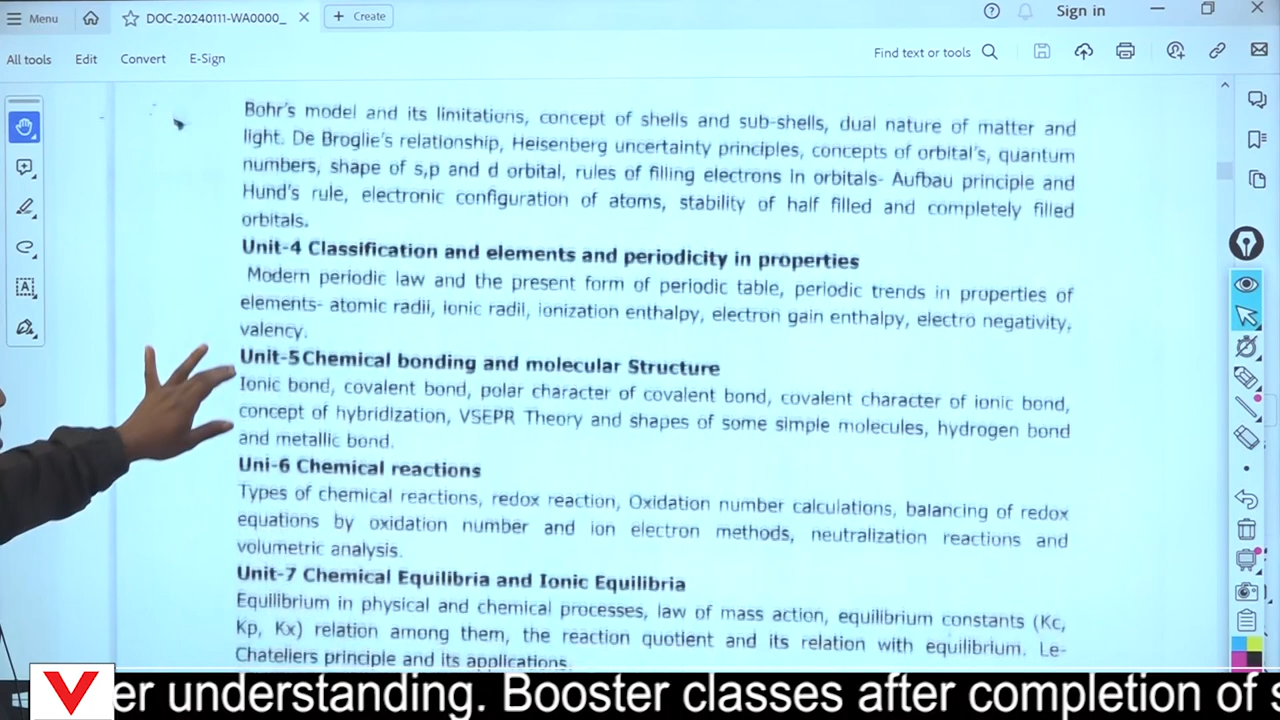 Menu
DOC-20240111-WA0000_
Create
Sign in
All tools
Edit
Convert
E-Sign
Find text or tools
Bohr's model and its limitations, concept of shells and sub-shells, dual nature of matter and
light. De Broglie's relationship, Heisenberg uncertainty principles, concepts of orbital's, quantum
numbers, shape of s,p and d orbital, rules of filling electrons in orbitals- Aufbau principle and
Hund's rule, electronic configuration of atoms, stability of half filled and completely filled
orbitals.
Unit-4 Classification and elements and periodicity in properties
Modern periodic law and the present form of periodic table, periodic trends in properties of
elements- atomic radii, ionic radil, ionization enthalpy, electron gain enthalpy, electro negativity,
valency.
Unit-5 Chemical bonding and molecular Structure
Ionic bond, covalent bond, polar character of covalent bond, covalent character of ionic bond,
concept of hybridization, VSEPR Theory and shapes of some simple molecules, hydrogen bond
and metallic bond.
Uni-6 Chemical reactions
Types of chemical reactions, redox reaction, Oxidation number calculations, balancing of redox
equations by oxidation number and ion electron methods, neutralization reactions and
volumetric analysis.
Unit-7 Chemical Equilibria and Ionic Equilibria
Equilibrium in physical and chemical processes, law of mass action, equilibrium constants (Kc,
Kp, Kx) relation among them, the reaction quotient and its relation with equilibrium. Le-
Chateliers principle and its applications.
er understanding. Booster classes after completion of s